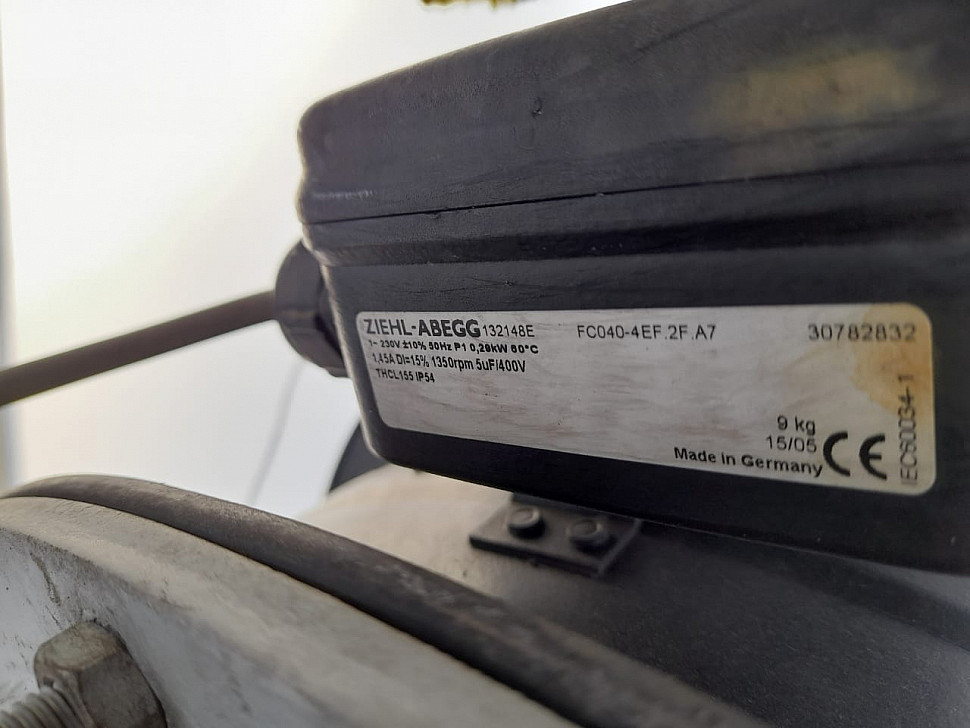 ZIEHL-ABEGG 132148E FC040-4EF.2F.A7 30782832
1~ 230V ±10% 50Hz P1 0,29kW 60°C
1,45A DI=15% 1350rpm 5uF/400V
THCL155 IP54
9 kg
15/05
Made in Germany CE
IEC60034-1